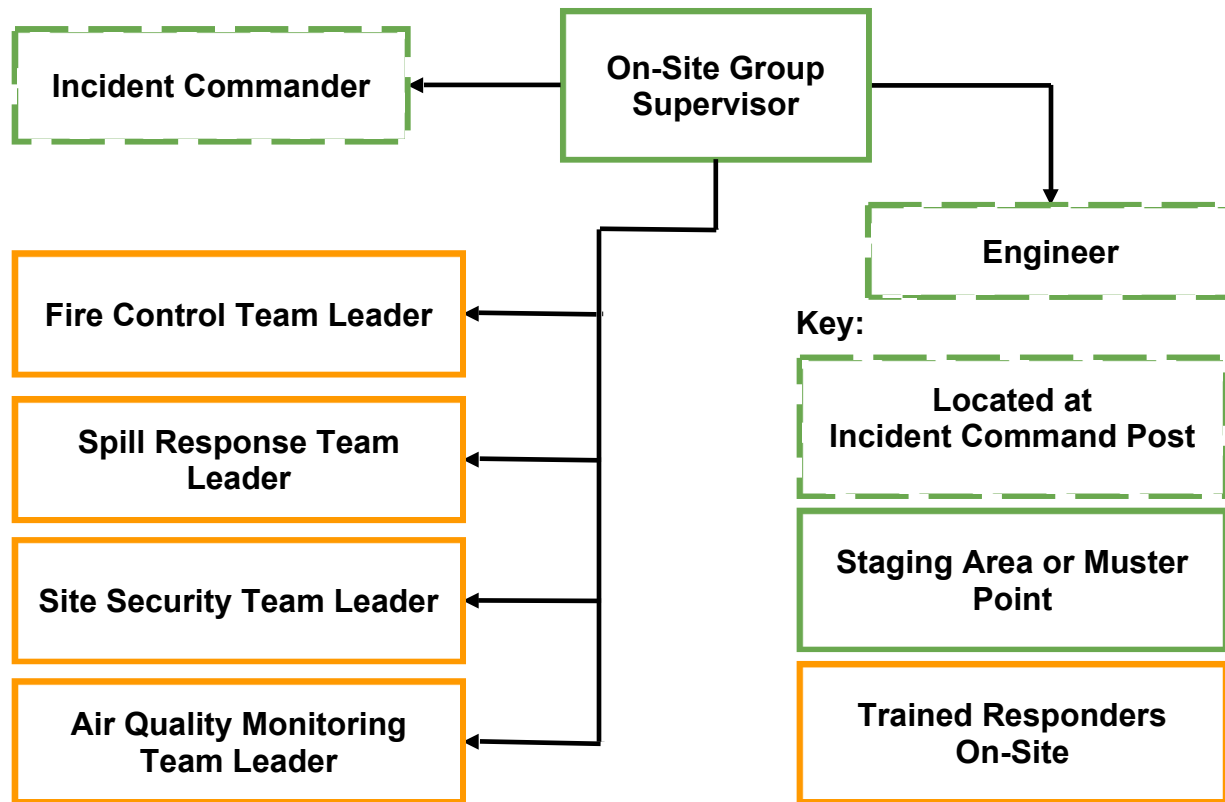 Incident Commander
On-Site Group
Supervisor
Engineer
Fire Control Team Leader
Spill Response Team
Leader
Site Security Team Leader
Air Quality Monitoring
Team Leader
Key:
Located at
Incident Command Post
Staging Area or Muster
Point
Trained Responders
On-Site